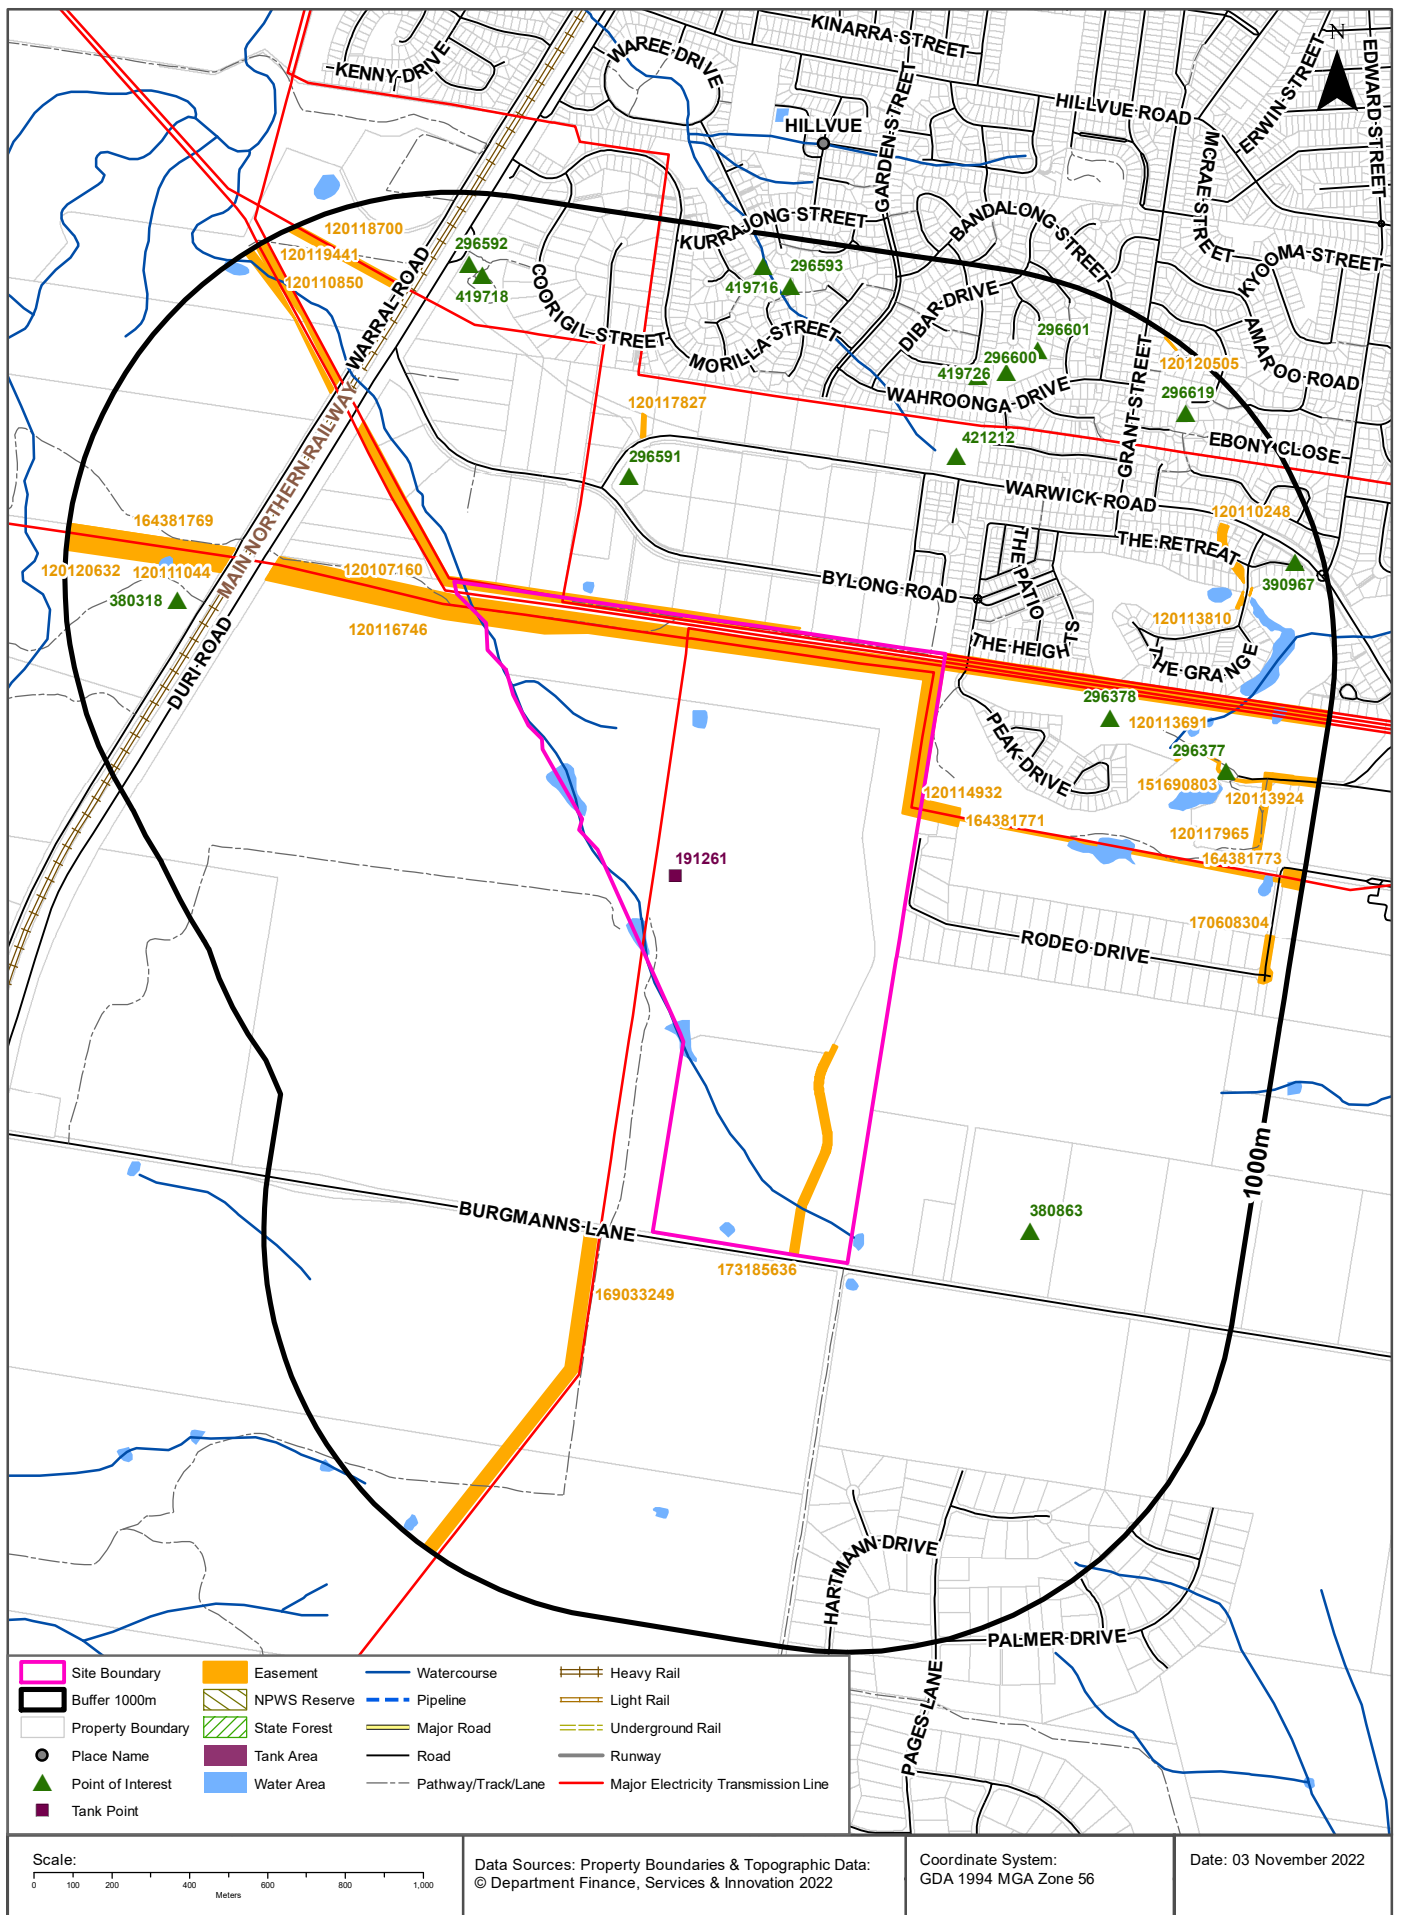 KINARRA STREET
N
KENNY DRIVE
WAREE DRIVE
EDWARD STREET
ERWIN STREET
HILLVUE ROAD
HILLVUE
GARDEN STREET
MCRAE STREET
STREET
KURRAJONG STREET
BANDALONG STREET
KYOOMA STREET
120118700
120119441
120110850
296592
419718
WARRAL ROAD
COORIGIL STREET
419716
296593
MORILLA STREET
DIBAR DRIVE
296601
296600
419726
WAHROONGA DRIVE
GRANT STREET
120120505
AMAROO ROAD
296619
EBONY CLOSE
120117827
296591
421212
WARWICK ROAD
MAIN NORTHERN RAILWAY
164381769
120110248
THE RETREAT
THE PATIO
390967
120120632
120111044
120107160
380318
120116746
BYLONG ROAD
120113810
THE HEIGHTS
THE GRANGE
DURI ROAD
296378
PEAK DRIVE
120113691
296377
151690803
120113924
120114932
164381771
120117965
164381773
191261
170608304
RODEO DRIVE
1000m
BURGMANNS LANE
380863
173185636
169033249
HARTMANN DRIVE
PALMER DRIVE
PAGES LANE
Site Boundary
Easement
Watercourse
Heavy Rail
Buffer 1000m
NPWS Reserve
Pipeline
Light Rail
Property Boundary
State Forest
Major Road
Underground Rail
Place Name
Tank Area
Road
Runway
Point of Interest
Water Area
Pathway/Track/Lane
Major Electricity Transmission Line
Tank Point
Scale:
0 100 200 400 600 800 1,000
Meters
Data Sources: Property Boundaries & Topographic Data:
© Department Finance, Services & Innovation 2022
Coordinate System:
GDA 1994 MGA Zone 56
Date: 03 November 2022